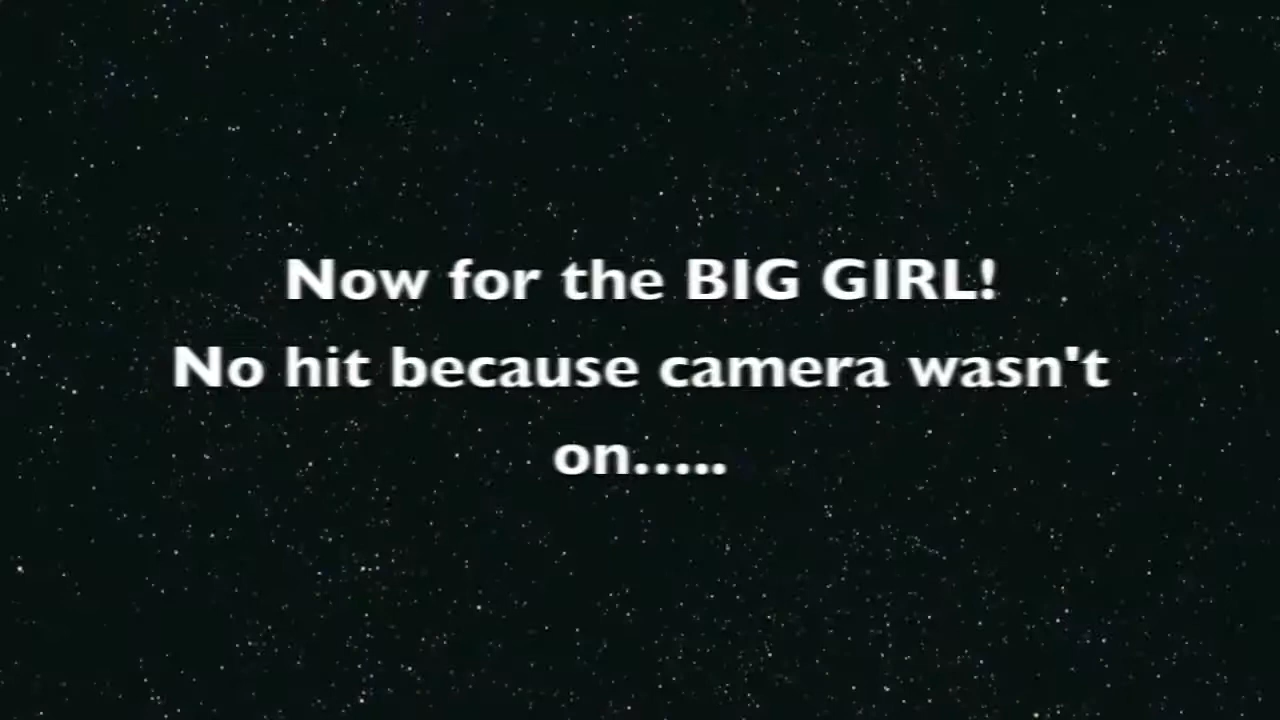 Now for the BIG GIRL!
No hit because camera wasn't
on.....